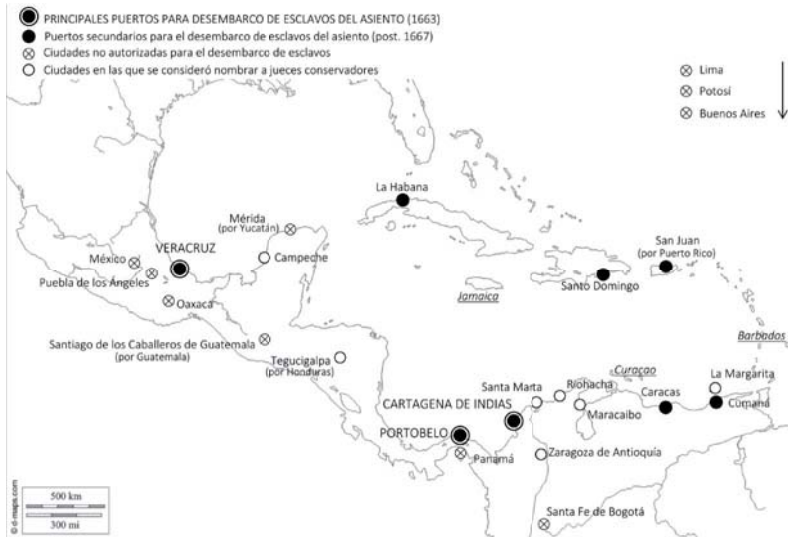 PRINCIPALES PUERTOS PARA DESEMBARCO DE ESCLAVOS DEL ASIENTO (1663)
Puertos secundarios para el desembarco de esclavos del asiento (post. 1667)
Ciudades no autorizadas para el desembarco de esclavos
Ciudades en las que se consideró nombrar a jueces conservadores
Lima
Potosí
Buenos Aires
La Habana
Mérida
(por Yucatán)
VERACRUZ
México
Campeche
Puebla de los Ángeles
Oaxaca
San Juan
(por Puerto Rico)
Santo Domingo
Jamaica
Santiago de los Caballeros de Guatemala
(por Guatemala)
Tegucigalpa
(por Honduras)
Barbados
Curaçao
La Margarita
Santa Marta
Riohacha
Caracas
CARTAGENA DE INDIAS
Maracaibo
Cumaná
PORTOBELO
Panamá
Zaragoza de Antioquía
Santa Fe de Bogotá
500 km
300 mi
© d-maps.com